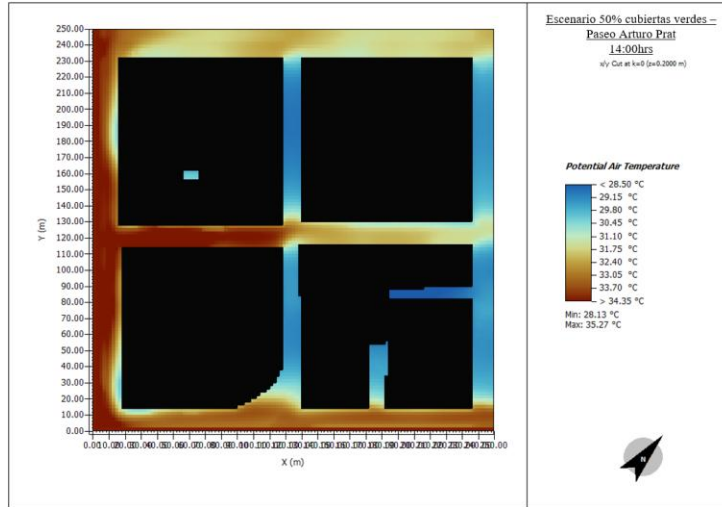 Escenario 50% cubiertas verdes –
Paseo Arturo Prat
14:00hrs
x/y Cut at k=0 (z=0.2000 m)
250.00
240.00
230.00
220.00
210.00
200.00
190.00
180.00
170.00
160.00
150.00
140.00
130.00
120.00
110.00
100.00
90.00
80.00
70.00
60.00
50.00
40.00
30.00
20.00
10.00
0.00
Y (m)
X (m)
Potential Air Temperature
< 28.50 °C
29.15 °C
29.80 °C
30.45 °C
31.10 °C
31.75 °C
32.40 °C
33.05 °C
33.70 °C
> 34.35 °C
Min: 28.13 °C
Max: 35.27 °C
N